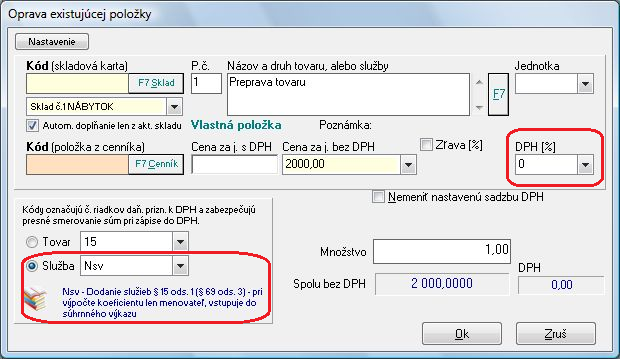 Oprava existujúcej položky
Nastavenie
Kód (skladová karta)
P.č.
Názov a druh tovaru, alebo služby
Jednotka
F7 Sklad
1
Preprava tovaru
F7
Sklad č.1NÁBYTOK
Autom. dopĺňanie len z akt. skladu
Vlastná položka
Poznámka:
Kód (položka z cenníka)
Cena za j. s DPH
Cena za j. bez DPH
Zľava [%]
DPH [%]
F7 Cenník
2000,00
0
Nemeniť nastavenú sadzbu DPH
Kódy označujú č. riadkov daň. prizn. k DPH a zabezpečujú
presné smerovanie súm pri zápise do DPH.
Tovar
15
Služba
Nsv
Nsv - Dodanie služieb § 15 ods. 1(§ 69 ods. 3) - pri
výpočte koeficientu len menovateľ, vstupuje do
súhrnného výkazu
Množstvo
1,00
DPH
Spolu bez DPH
2 000,0000
0,00
Ok
Zruš